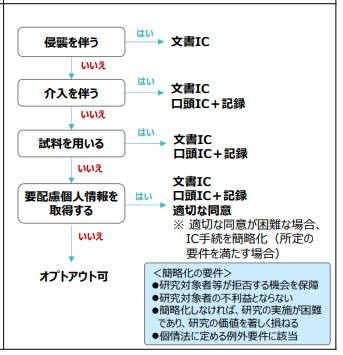 侵襲を伴う
はい
文書IC
いいえ
介入を伴う
はい
文書IC
口頭IC＋記録
いいえ
試料を用いる
はい
文書IC
口頭IC＋記録
いいえ
要配慮個人情報を
取得する
はい
文書IC
口頭IC＋記録
適切な同意
※ 適切な同意が困難な場合、
IC手続を簡略化（所定の
要件を満たす場合）
いいえ
オプトアウト可
＜簡略化の要件＞
●研究対象者等が拒否する機会を保障
●研究対象者の不利益とならない
●簡略化しなければ、研究の実施が困難
であり、研究の価値を著しく損ねる
●個情法に定める例外要件に該当